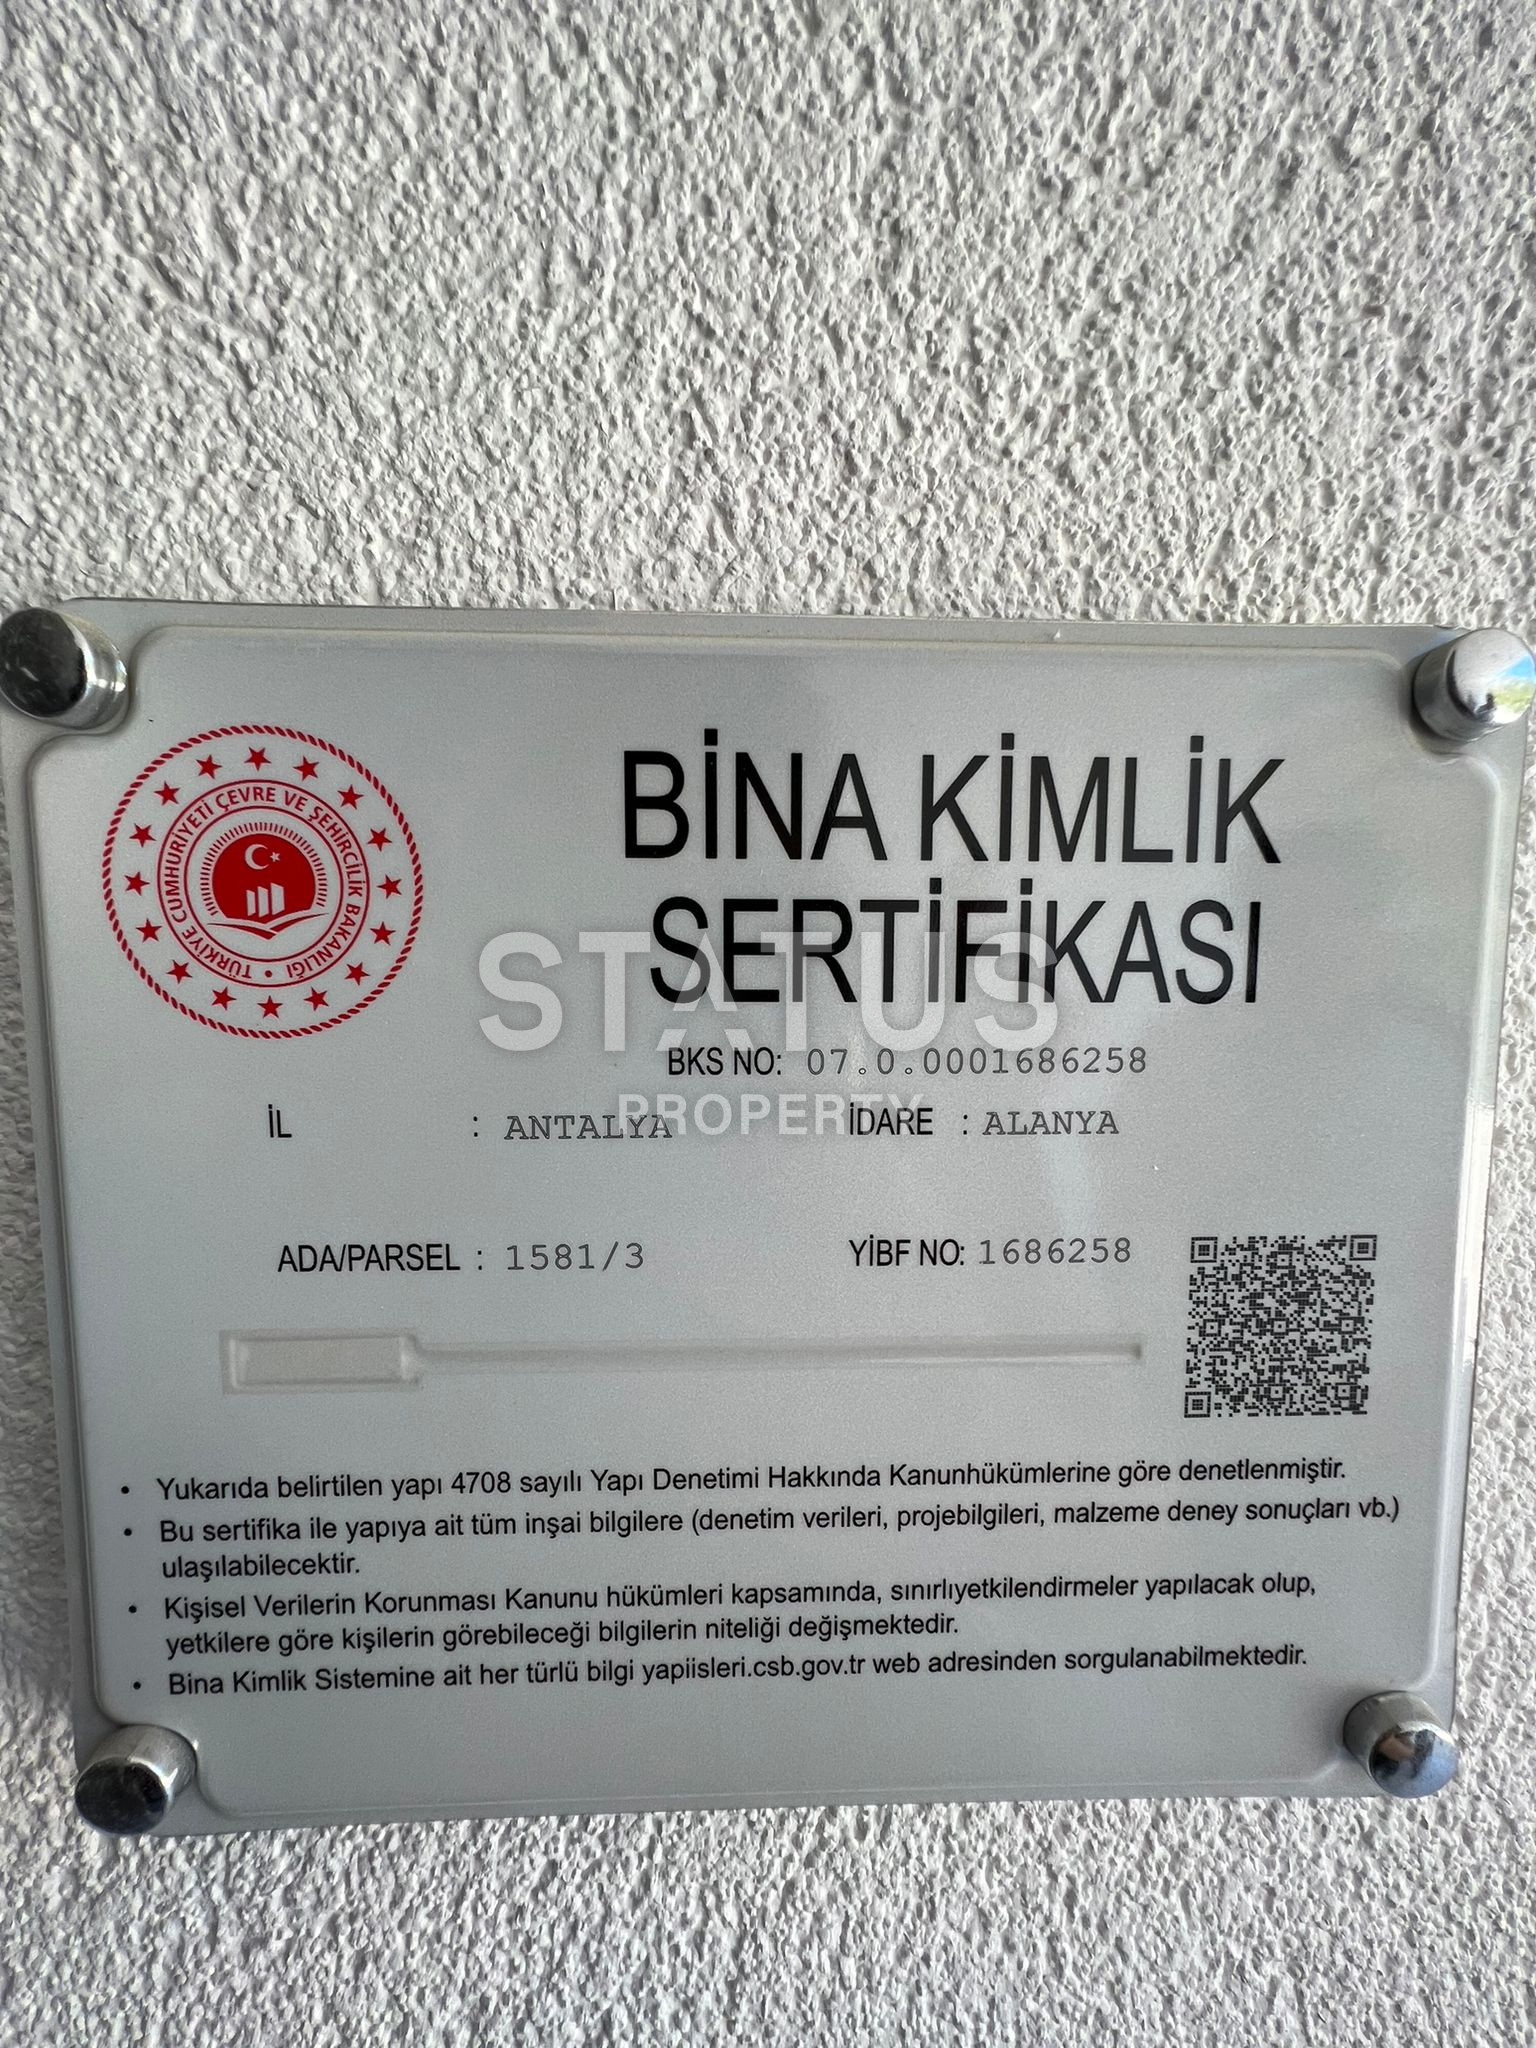 TÜRKİYE CUMHURİYETİ ÇEVRE VE ŞEHİRCİLİK BAKANLIĞI
BİNA KİMLİK
SERTİFİKASI
STATUS
PROPERTY
BKS NO: 07.0.0001686258
İL : ANTALYA İDARE : ALANYA
ADA/PARSEL : 1581/3 YİBF NO: 1686258
• Yukarıda belirtilen yapı 4708 sayılı Yapı Denetimi Hakkında Kanunhükümlerine göre denetlenmiştir.
• Bu sertifika ile yapıya ait tüm inşai bilgilere (denetim verileri, projebilgileri, malzeme deney sonuçları vb.)
ulaşılabilecektir.
• Kişisel Verilerin Korunması Kanunu hükümleri kapsamında, sınırlıyetkilendirmeler yapılacak olup,
yetkilere göre kişilerin görebileceği bilgilerin niteliği değişmektedir.
• Bina Kimlik Sistemine ait her türlü bilgi yapiisleri.csb.gov.tr web adresinden sorgulanabilmektedir.